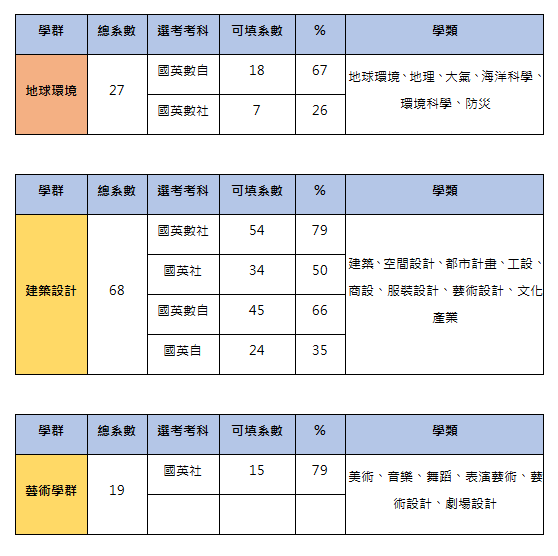 學群 總系數 選考考科 可填系數 % 學類
地球環境 27 國英數自 18 67 地球環境、地理、大氣、海洋科學、
國英數社 7 26 環境科學、防災
學群 總系數 選考考科 可填系數 % 學類
建築設計 68 國英數社 54 79 建築、空間設計、都市計畫、工設、
國英社 34 50 商設、服裝設計、藝術設計、文化
國英數自 45 66 產業
國英自 24 35
學群 總系數 選考考科 可填系數 % 學類
藝術學群 19 國英社 15 79 美術、音樂、舞蹈、表演藝術、藝
術設計、劇場設計